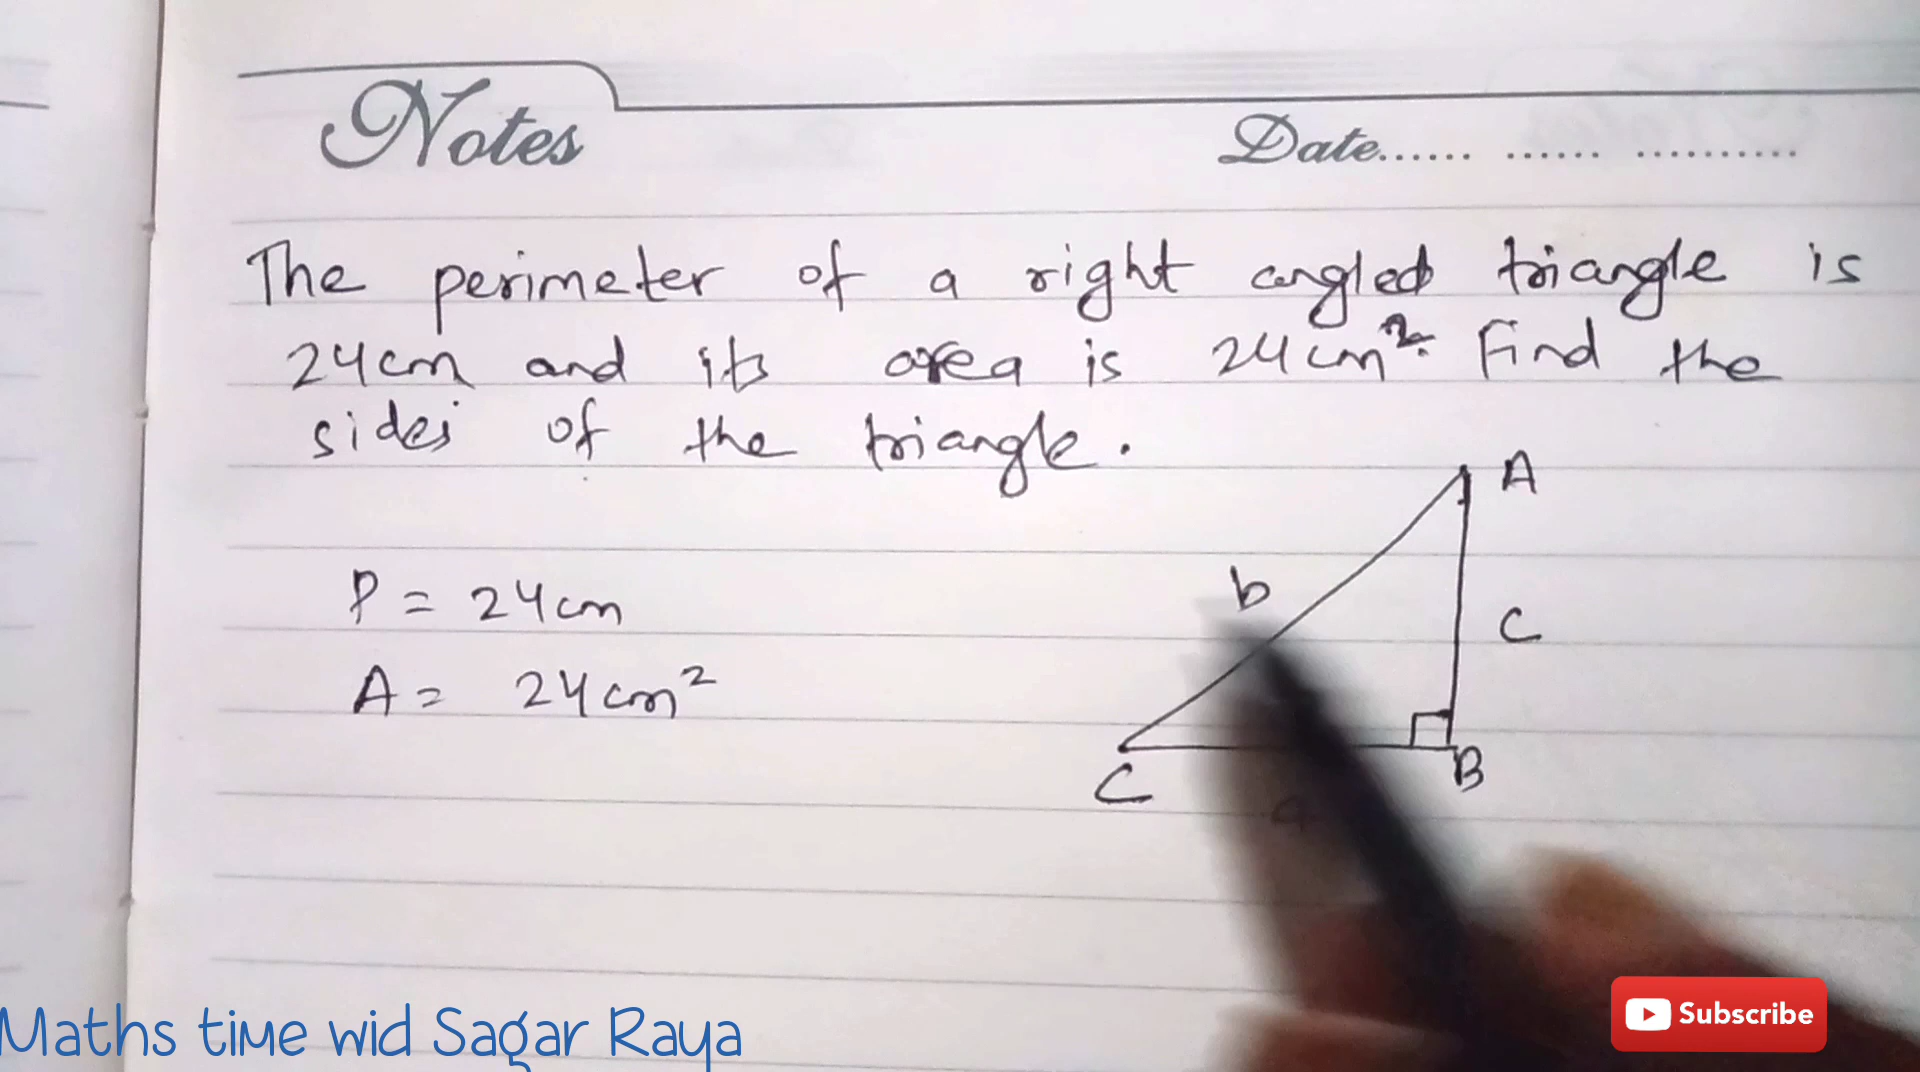 Notes
Date...... ...... ..........
The perimeter of a right angled triangle is
24cm and its area is 24cm². Find the
sides of the triangle.
A
b
P = 24cm
C
A = 24cm²
B
C
a
Maths time wid Sagar Raya
Subscribe